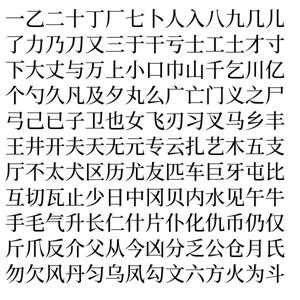 一乙二十丁厂七卜人入八九几儿
了力乃刀又三于干亏士工土才寸
下大丈与万上小口巾山千乞川亿
个勺久凡及夕丸么广亡门义之尸
弓己已子卫也女飞刃习叉马乡丰
王井开夫天无元专云扎艺木五支
厅不太犬区历尤友匹车巨牙屯比
互切瓦止少日中冈贝内水见午牛
手毛气升长仁什片仆化仇币仍仅
斤爪反介父从今凶分乏公仓月氏
勿欠风丹匀乌凤勾文六方火为斗